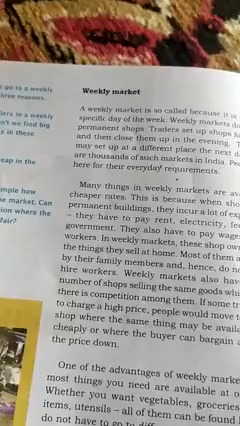 t go to a weekly
hree reasons.
lers in a weekly
n't we find big
s in these
eap in the
mple how
e market. Can
ion where the
fair?
Weekly market
A weekly market is so called because it is
specific day of the week. Weekly markets do
permanent shops. Traders set up shops fo
and then close them up in the evening. T
may set up at a different place the next d
are thousands of such markets in India. Peo
here for their everyday requirements.
Many things in weekly markets are ava
cheaper rates. This is because when sho
permanent buildings, they incur a lot of exp
– they have to pay rent, electricity, fee
government. They also have to pay wage
workers. In weekly markets, these shop own
the things they sell at home. Most of them a
by their family members and, hence, do no
hire workers. Weekly markets also hav
number of shops selling the same goods whi
there is competition among them. If some tr
to charge a high price, people would move t
shop where the same thing may be availa
cheaply or where the buyer can bargain a
the price down.
One of the advantages of weekly marke
most things you need are available at o
Whether you want vegetables, groceries
items, utensils – all of them can be found
do not have to go to diff